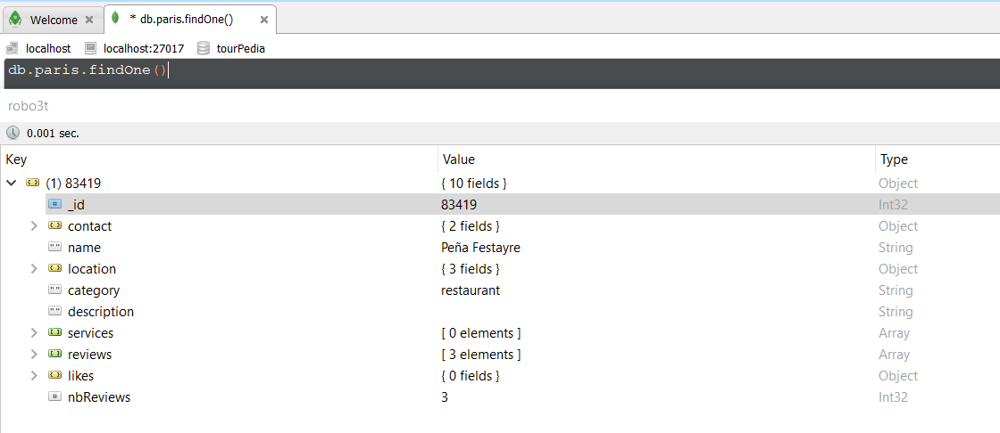 Welcome
* db.paris.findOne()
localhost localhost:27017 tourPedia
db.paris.findOne()
robo3t
0.001 sec.
Key Value Type
(1) 83419 { 10 fields } Object
_id 83419 Int32
contact { 2 fields } Object
name Peña Festayre String
location { 3 fields } Object
category restaurant String
description String
services [ 0 elements ] Array
reviews [ 3 elements ] Array
likes { 0 fields } Object
nbReviews 3 Int32